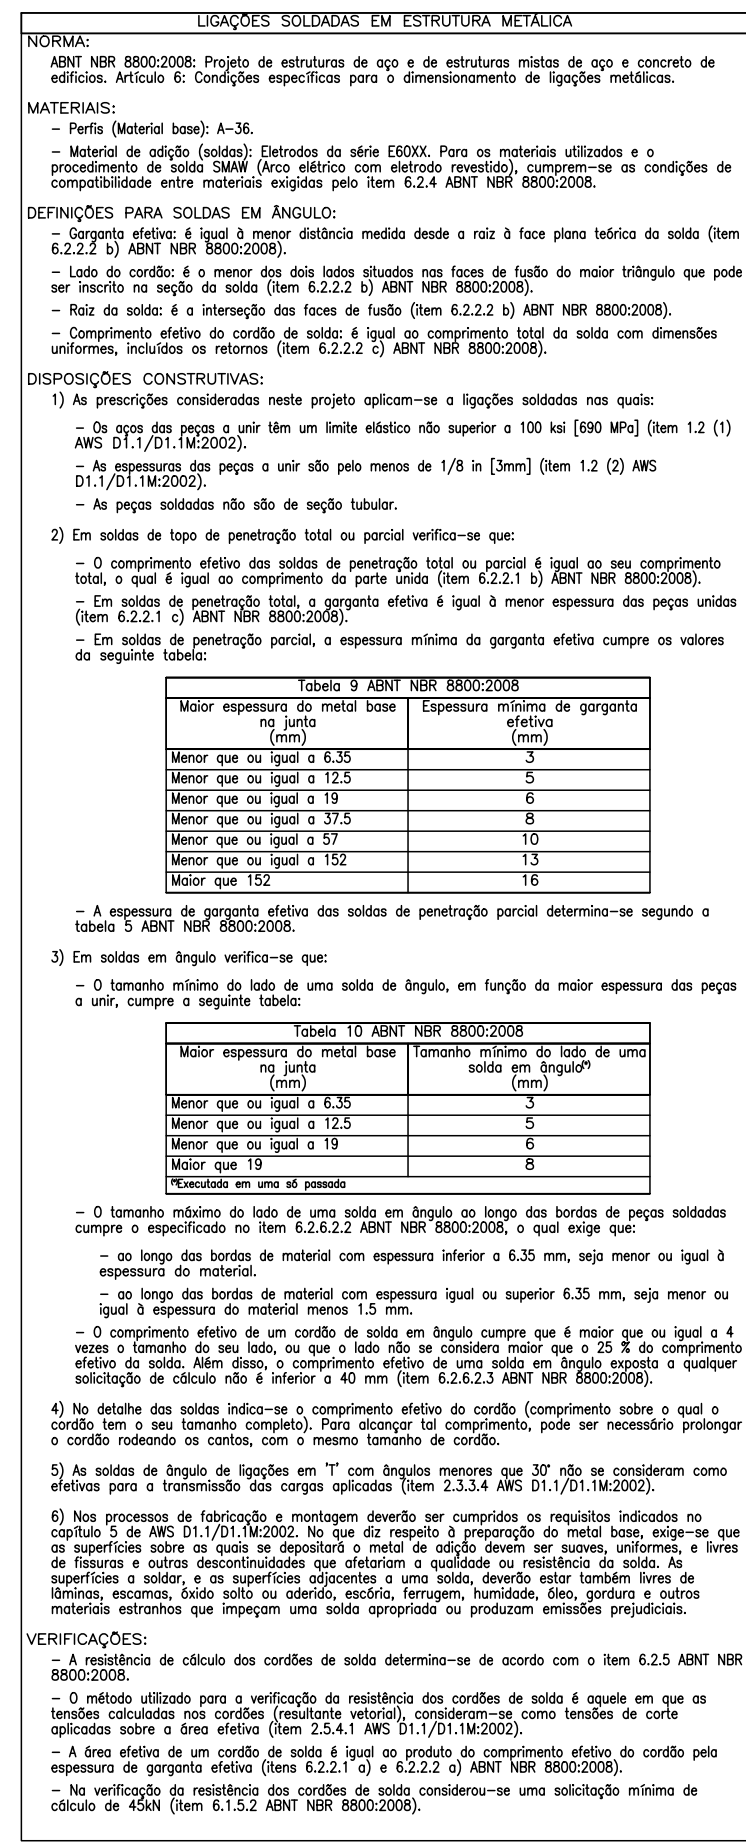 LIGAÇÕES SOLDADAS EM ESTRUTURA METÁLICA
NORMA:
ABNT NBR 8800:2008: Projeto de estruturas de aço e de estruturas mistas de aço e concreto de
edificios. Artículo 6: Condições específicas para o dimensionamento de ligações metálicas.
MATERIAIS:
– Perfis (Material base): A–36.
– Material de adição (soldas): Eletrodos da série E60XX. Para os materiais utilizados e o
procedimento de solda SMAW (Arco elétrico com eletrodo revestido), cumprem–se as condições de
compatibilidade entre materiais exigidas pelo item 6.2.4 ABNT NBR 8800:2008.
DEFINIÇÕES PARA SOLDAS EM ÂNGULO:
– Garganta efetiva: é igual à menor distância medida desde a raiz à face plana teórica da solda (item
6.2.2.2 b) ABNT NBR 8800:2008).
– Lado do cordão: é o menor dos dois lados situados nas faces de fusão do maior triângulo que pode
ser inscrito na seção da solda (item 6.2.2.2 b) ABNT NBR 8800:2008).
– Raiz da solda: é a interseção das faces de fusão (item 6.2.2.2 b) ABNT NBR 8800:2008).
– Comprimento efetivo do cordão de solda: é igual ao comprimento total da solda com dimensões
uniformes, incluídos os retornos (item 6.2.2.2 c) ABNT NBR 8800:2008).
DISPOSIÇÕES CONSTRUTIVAS:
1) As prescrições consideradas neste projeto aplicam–se a ligações soldadas nas quais:
– Os aços das peças a unir têm um limite elástico não superior a 100 ksi [690 MPa] (item 1.2 (1)
AWS D1.1/D1.1M:2002).
– As espessuras das peças a unir são pelo menos de 1/8 in [3mm] (item 1.2 (2) AWS
D1.1/D1.1M:2002).
– As peças soldadas não são de seção tubular.
2) Em soldas de topo de penetração total ou parcial verifica–se que:
– O comprimento efetivo das soldas de penetração total ou parcial é igual ao seu comprimento
total, o qual é igual ao comprimento da parte unida (item 6.2.2.1 b) ABNT NBR 8800:2008).
– Em soldas de penetração total, a garganta efetiva é igual à menor espessura das peças unidas
(item 6.2.2.1 c) ABNT NBR 8800:2008).
– Em soldas de penetração parcial, a espessura mínima da garganta efetiva cumpre os valores
da seguinte tabela:
Tabela 9 ABNT NBR 8800:2008
Maior espessura do metal base Espessura mínima de garganta
na junta efetiva
(mm) (mm)
Menor que ou igual a 6.35 3
Menor que ou igual a 12.5 5
Menor que ou igual a 19 6
Menor que ou igual a 37.5 8
Menor que ou igual a 57 10
Menor que ou igual a 152 13
Maior que 152 16
– A espessura de garganta efetiva das soldas de penetração parcial determina–se segundo a
tabela 5 ABNT NBR 8800:2008.
3) Em soldas em ângulo verifica–se que:
– O tamanho mínimo do lado de uma solda de ângulo, em função da maior espessura das peças
a unir, cumpre a seguinte tabela:
Tabela 10 ABNT NBR 8800:2008
Maior espessura do metal base Tamanho mínimo do lado de uma
na junta solda em ângulo(*)
(mm) (mm)
Menor que ou igual a 6.35 3
Menor que ou igual a 12.5 5
Menor que ou igual a 19 6
Maior que 19 8
(*)Executada em uma só passada
– O tamanho máximo do lado de uma solda em ângulo ao longo das bordas de peças soldadas
cumpre o especificado no item 6.2.6.2.2 ABNT NBR 8800:2008, o qual exige que:
– ao longo das bordas de material com espessura inferior a 6.35 mm, seja menor ou igual à
espessura do material.
– ao longo das bordas de material com espessura igual ou superior 6.35 mm, seja menor ou
igual à espessura do material menos 1.5 mm.
– O comprimento efetivo de um cordão de solda em ângulo cumpre que é maior que ou igual a 4
vezes o tamanho do seu lado, ou que o lado não se considera maior que o 25 % do comprimento
efetivo da solda. Além disso, o comprimento efetivo de uma solda em ângulo exposta a qualquer
solicitação de cálculo não é inferior a 40 mm (item 6.2.6.2.3 ABNT NBR 8800:2008).
4) No detalhe das soldas indica–se o comprimento efetivo do cordão (comprimento sobre o qual o
cordão tem o seu tamanho completo). Para alcançar tal comprimento, pode ser necessário prolongar
o cordão rodeando os cantos, com o mesmo tamanho de cordão.
5) As soldas de ângulo de ligações em 'T' com ângulos menores que 30° não se consideram como
efetivas para a transmissão das cargas aplicadas (item 2.3.3.4 AWS D1.1/D1.1M:2002).
6) Nos processos de fabricação e montagem deverão ser cumpridos os requisitos indicados no
capítulo 5 de AWS D1.1/D1.1M:2002. No que diz respeito à preparação do metal base, exige–se que
as superfícies sobre as quais se depositará o metal de adição devem ser suaves, uniformes, e livres
de fissuras e outras descontinuidades que afetariam a qualidade ou resistência da solda. As
superfícies a soldar, e as superfícies adjacentes a uma solda, deverão estar também livres de
lâminas, escamas, óxido solto ou aderido, escória, ferrugem, humidade, óleo, gordura e outros
materiais estranhos que impeçam uma solda apropriada ou produzam emissões prejudiciais.
VERIFICAÇÕES:
– A resistência de cálculo dos cordões de solda determina–se de acordo com o item 6.2.5 ABNT NBR
8800:2008.
– O método utilizado para a verificação da resistência dos cordões de solda é aquele em que as
tensões calculadas nos cordões (resultante vetorial), consideram–se como tensões de corte
aplicadas sobre a área efetiva (item 2.5.4.1 AWS D1.1/D1.1M:2002).
– A área efetiva de um cordão de solda é igual ao produto do comprimento efetivo do cordão pela
espessura de garganta efetiva (itens 6.2.2.1 a) e 6.2.2.2 a) ABNT NBR 8800:2008).
– Na verificação da resistência dos cordões de solda considerou–se uma solicitação mínima de
cálculo de 45kN (item 6.1.5.2 ABNT NBR 8800:2008).